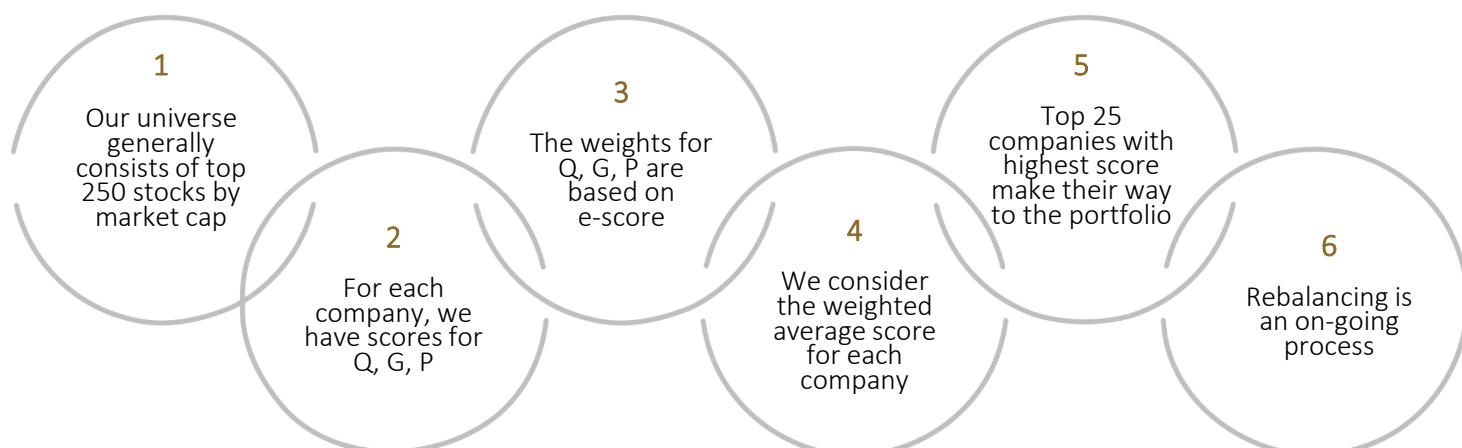 1
Our universe
generally
consists of top
250 stocks by
market cap
2
For each
company, we
have scores for
Q, G, P
3
The weights for
Q, G, P are
based on
e-score
4
We consider
the weighted
average score
for each
company
5
Top 25
companies with
highest score
make their way
to the portfolio
6
Rebalancing is
an on-going
process